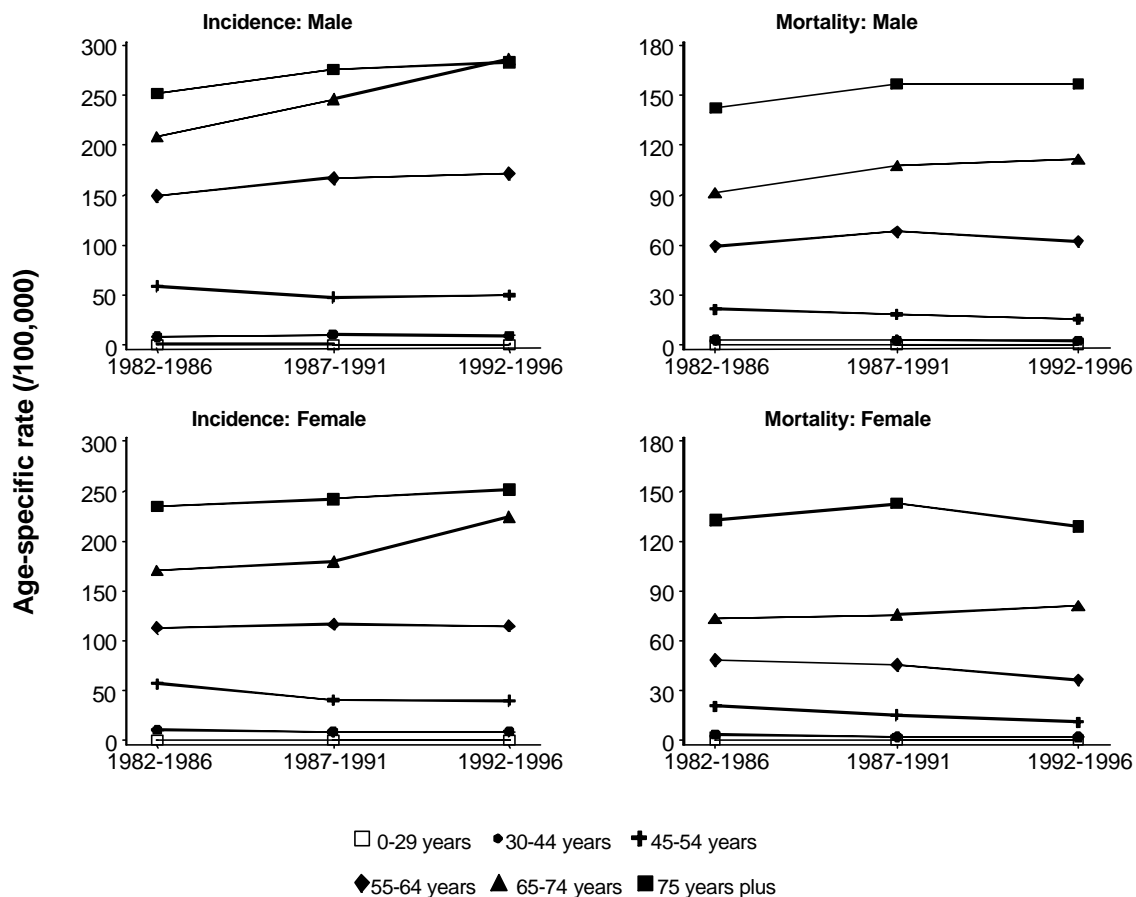 Incidence: Male
300
250
200
150
100
50
0
1982-1986 1987-1991 1992-1996
Mortality: Male
180
150
120
90
60
30
0
1982-1986 1987-1991 1992-1996
Age-specific rate (/100,000)
Incidence: Female
300
250
200
150
100
50
0
1982-1986 1987-1991 1992-1996
Mortality: Female
180
150
120
90
60
30
0
1982-1986 1987-1991 1992-1996
0-29 years 30-44 years 45-54 years
55-64 years 65-74 years 75 years plus